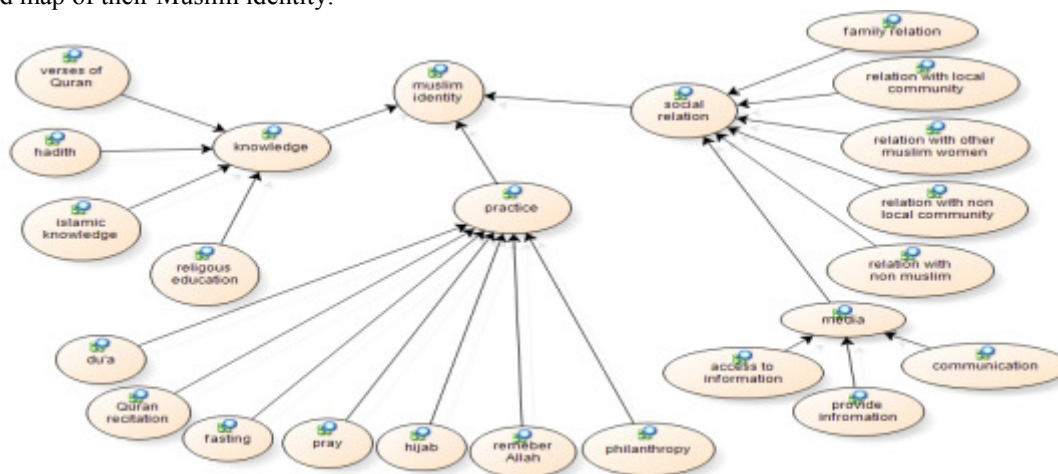 d map of their Muslim identity.
family relation
verses of
Quran
muslim
identity
relation with local
community
social
relation
hadith
knowledge
relation with other
muslim women
islamic
knowledge
practice
relation with non
local community
religous
education
relation with
non muslim
media
du'a
access to
information
communication
Quran
recitation
provide
infromation
fasting
pray
hijab
remeber
Allah
philanthropy